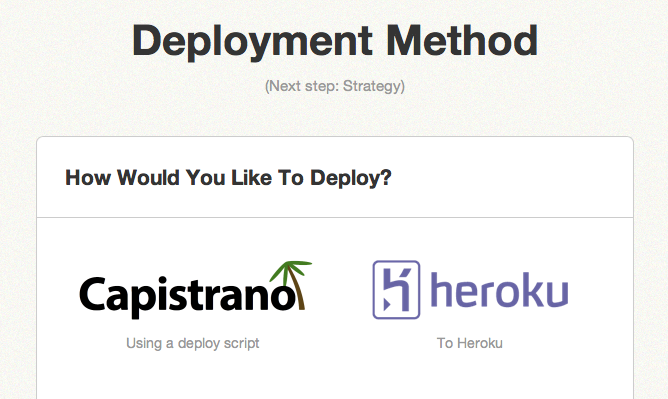 Deployment Method
(Next step: Strategy)
How Would You Like To Deploy?
Capistrano
heroku
Using a deploy script
To Heroku